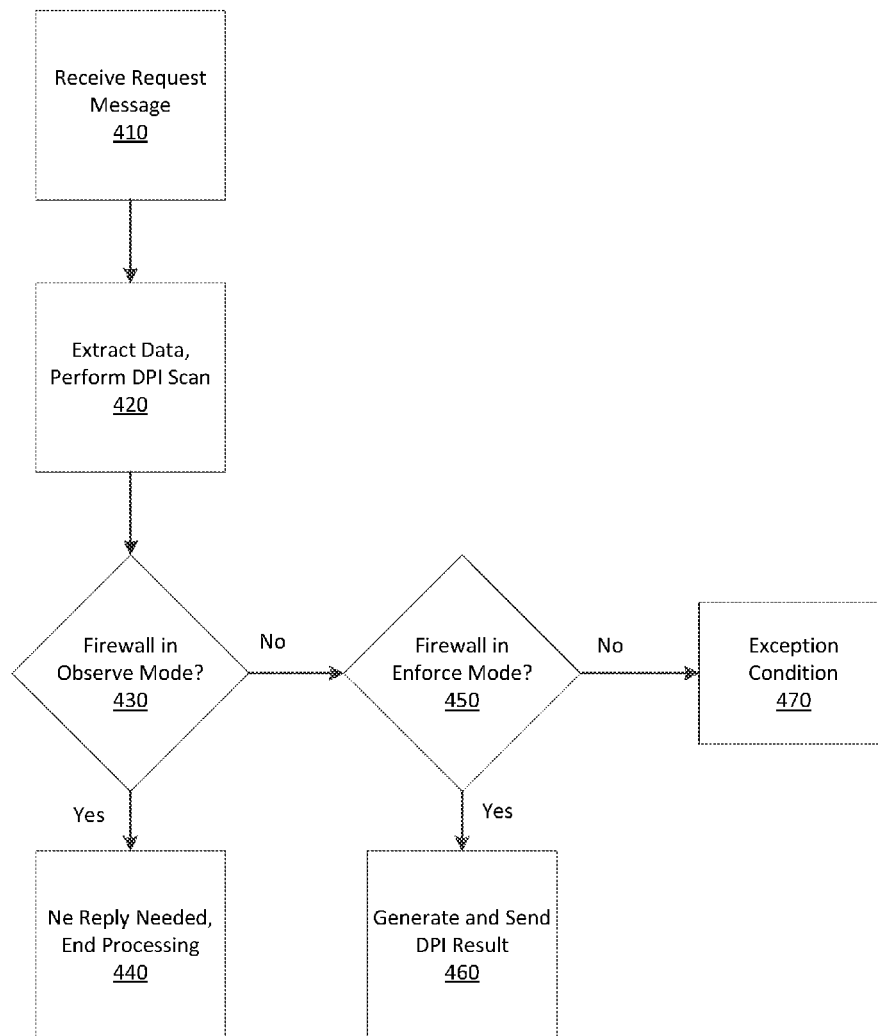 Receive Request
Message
410
Extract Data,
Perform DPI Scan
420
Firewall in
Observe Mode?
430
No
Firewall in
Enforce Mode?
450
No
Exception
Condition
470
Yes
Yes
Ne Reply Needed,
End Processing
440
Generate and Send
DPI Result
460